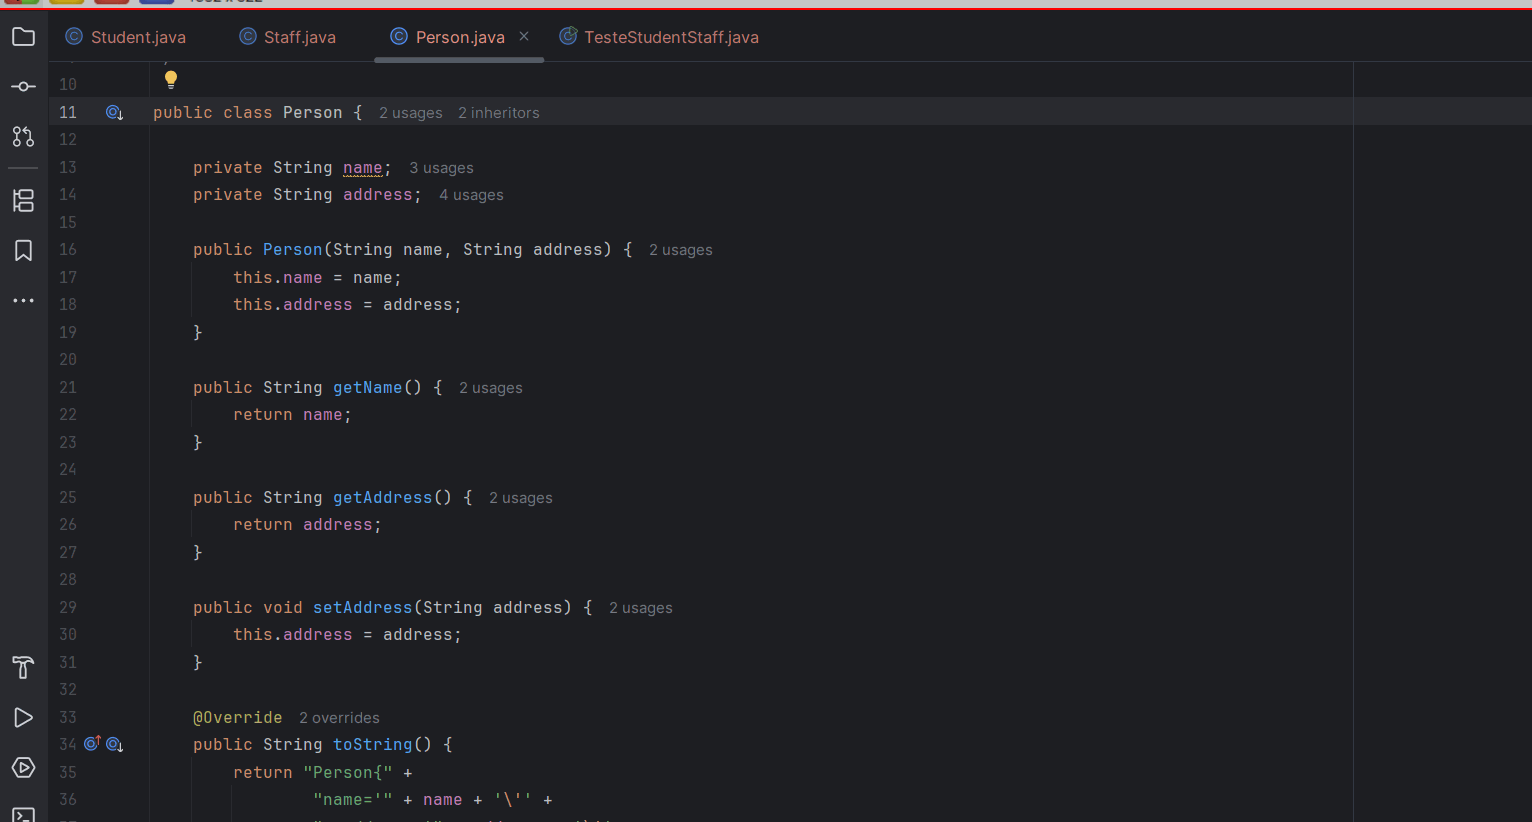 Student.java Staff.java Person.java TesteStudentStaff.java
10
11 public class Person { 2 usages 2 inheritors
12
13 private String name; 3 usages
14 private String address; 4 usages
15
16 public Person(String name, String address) { 2 usages
17 this.name = name;
18 this.address = address;
19 }
20
21 public String getName() { 2 usages
22 return name;
23 }
24
25 public String getAddress() { 2 usages
26 return address;
27 }
28
29 public void setAddress(String address) { 2 usages
30 this.address = address;
31 }
32
33 @Override 2 overrides
34 public String toString() {
35 return "Person{" +
36 "name='" + name + '\'' +